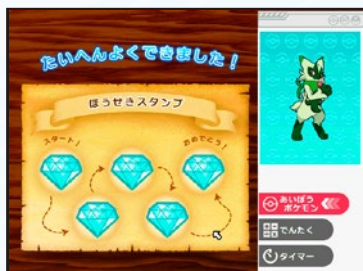 たいへんよくできました！
ほうせきスタンプ
スタート！
おめでとう！
あいぼう
ポケモン
でんたく
タイマー